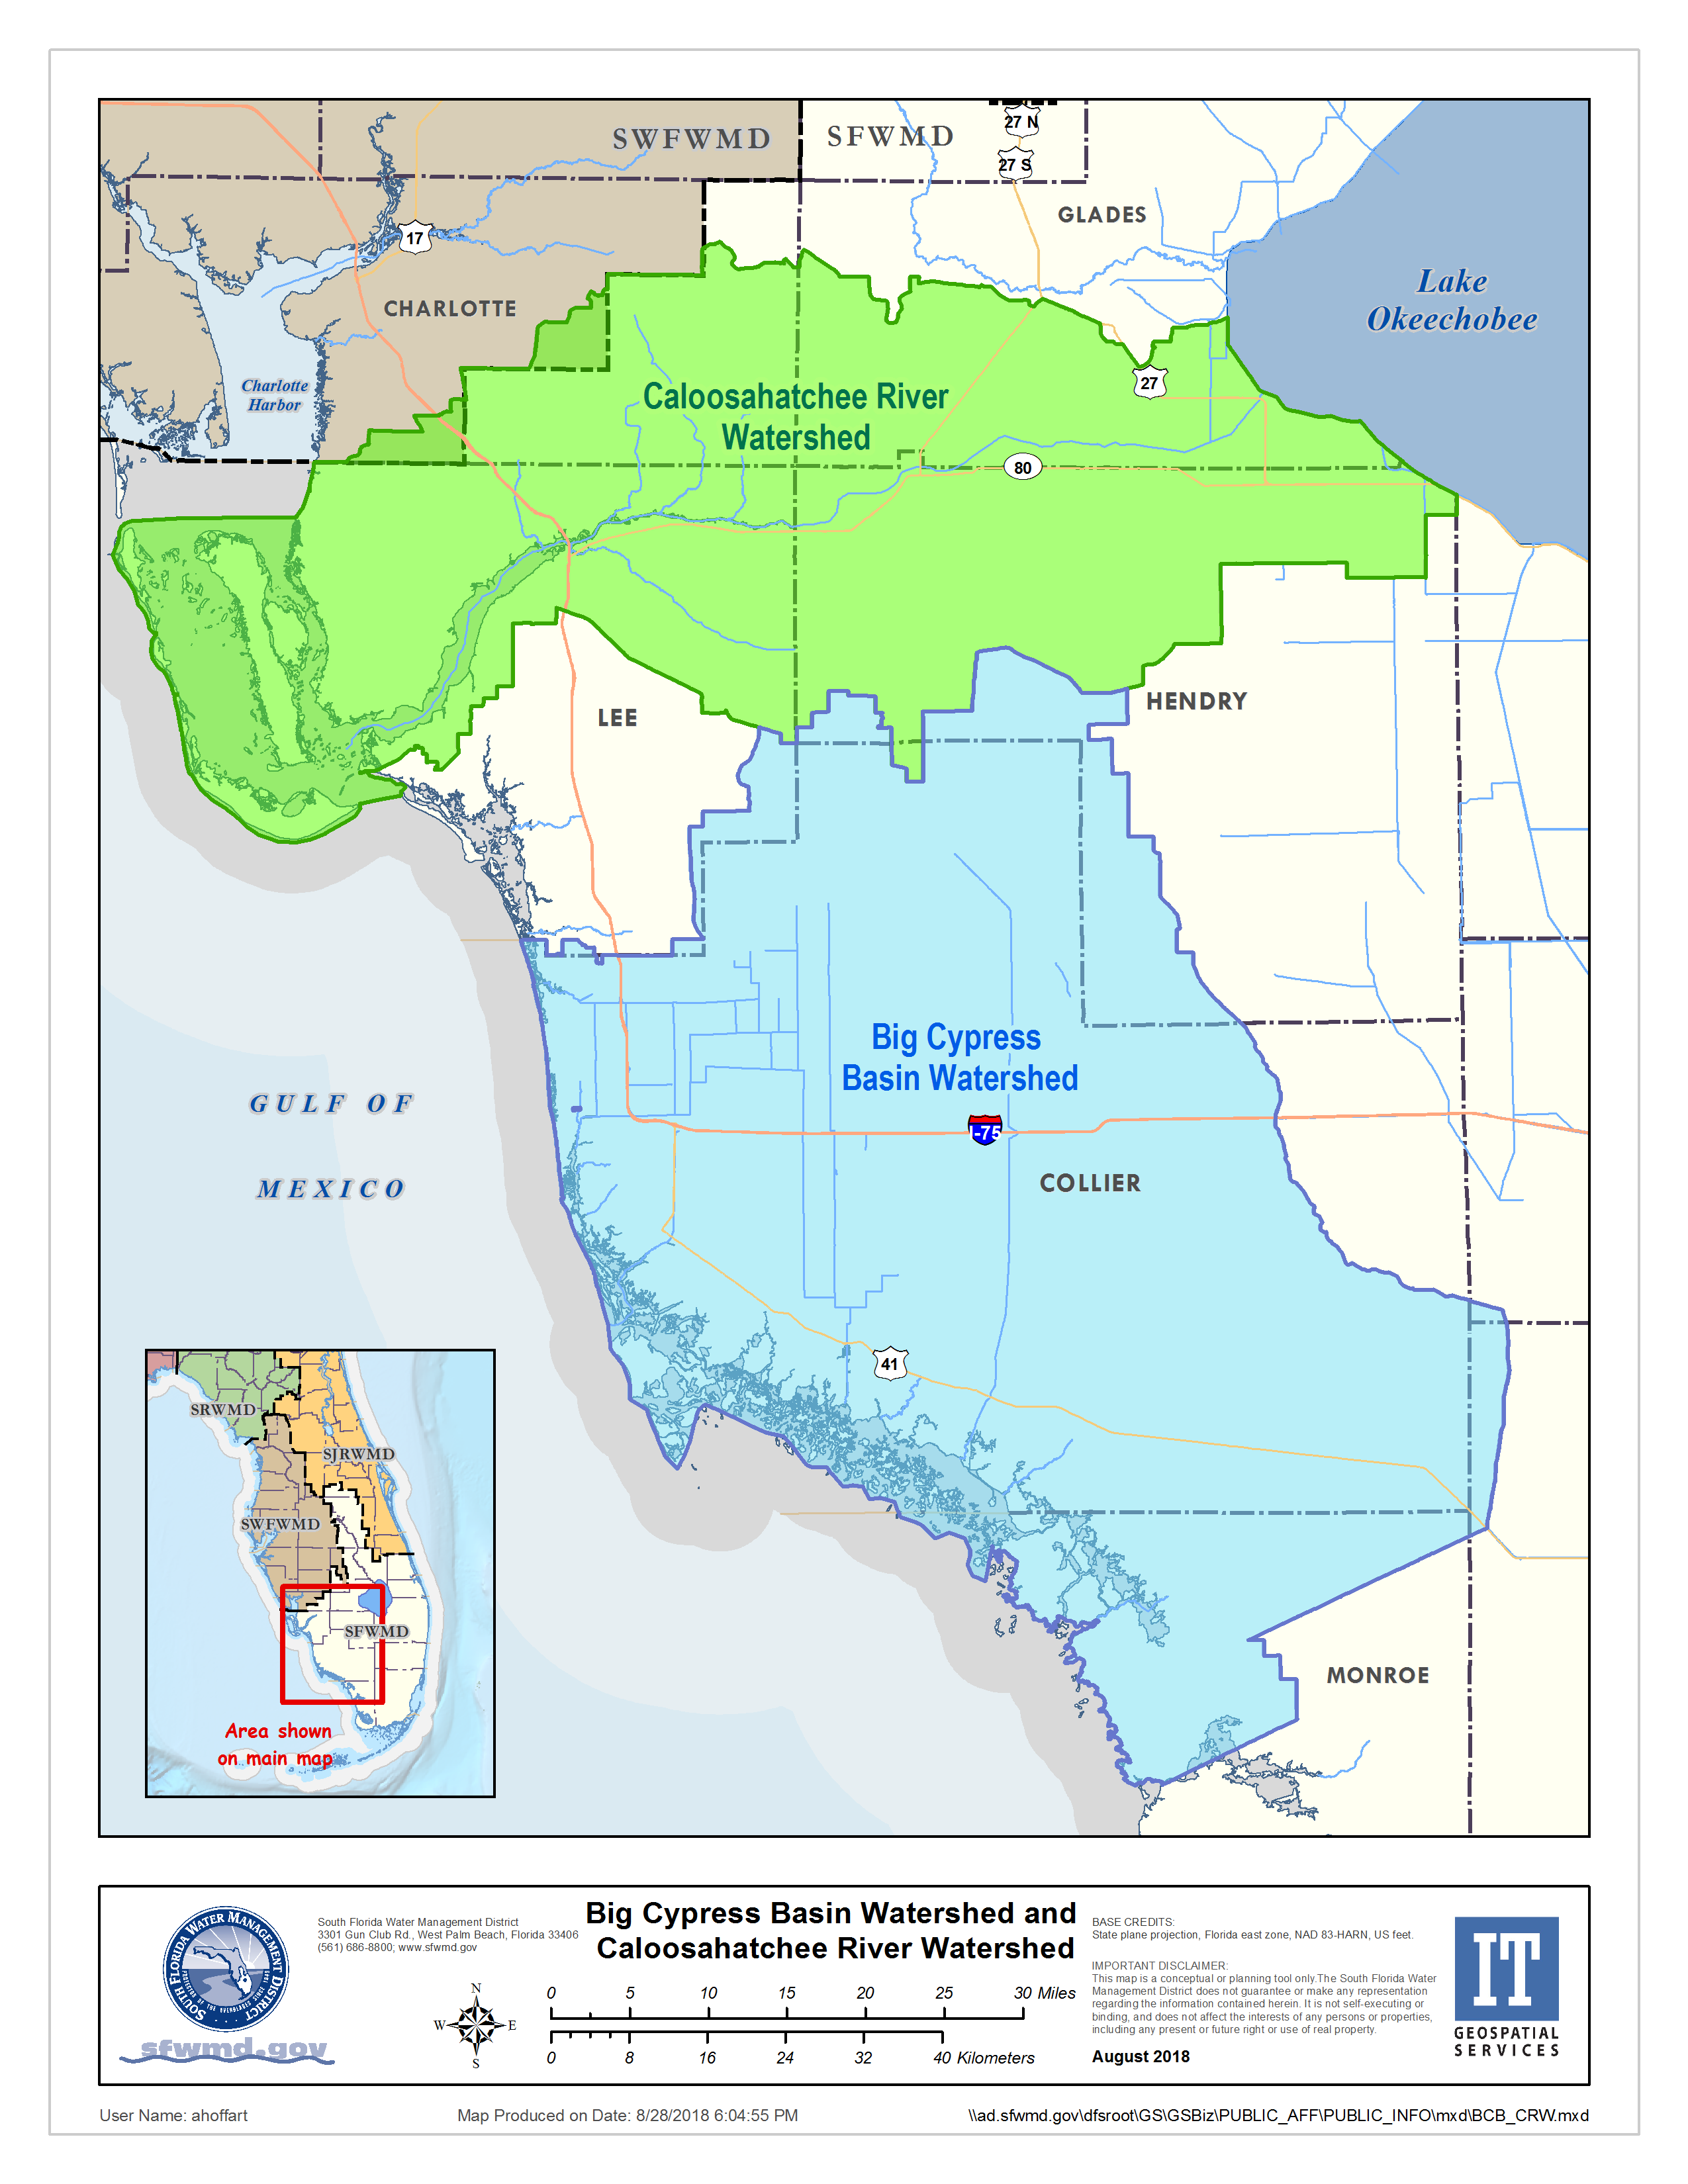 SWFWMD
SFWMD
27 N
27 S
GLADES
17
CHARLOTTE
Lake
Okeechobee
Charlotte
Harbor
Caloosahatchee River
Watershed
27
80
LEE
HENDRY
Big Cypress
Basin Watershed
GULF OF
MEXICO
I-75
COLLIER
41
MONROE
SRWMD
SJRWMD
SWFWMD
SFWMD
Area shown
on main map
SOUTH FLORIDA WATER MANAGEMENT DISTRICT
sfwmd.gov
South Florida Water Management District
3301 Gun Club Rd., West Palm Beach, Florida 33406
(561) 686-8800; www.sfwmd.gov
Big Cypress Basin Watershed and
Caloosahatchee River Watershed
N
W E
S
0 5 10 15 20 25 30 Miles
0 8 16 24 32 40 Kilometers
BASE CREDITS:
State plane projection, Florida east zone, NAD 83-HARN, US feet.
IMPORTANT DISCLAIMER:
This map is a conceptual or planning tool only.The South Florida Water
Management District does not guarantee or make any representation
regarding the information contained herein. It is not self-executing or
binding, and does not affect the interests of any persons or properties,
including any present or future right or use of real property.
August 2018
IT
GEOSPATIAL
SERVICES
User Name: ahoffart
Map Produced on Date: 8/28/2018 6:04:55 PM
\\ad.sfwmd.gov\dfsroot\GS\GSBiz\PUBLIC_AFF\PUBLIC_INFO\mxd\BCB_CRW.mxd